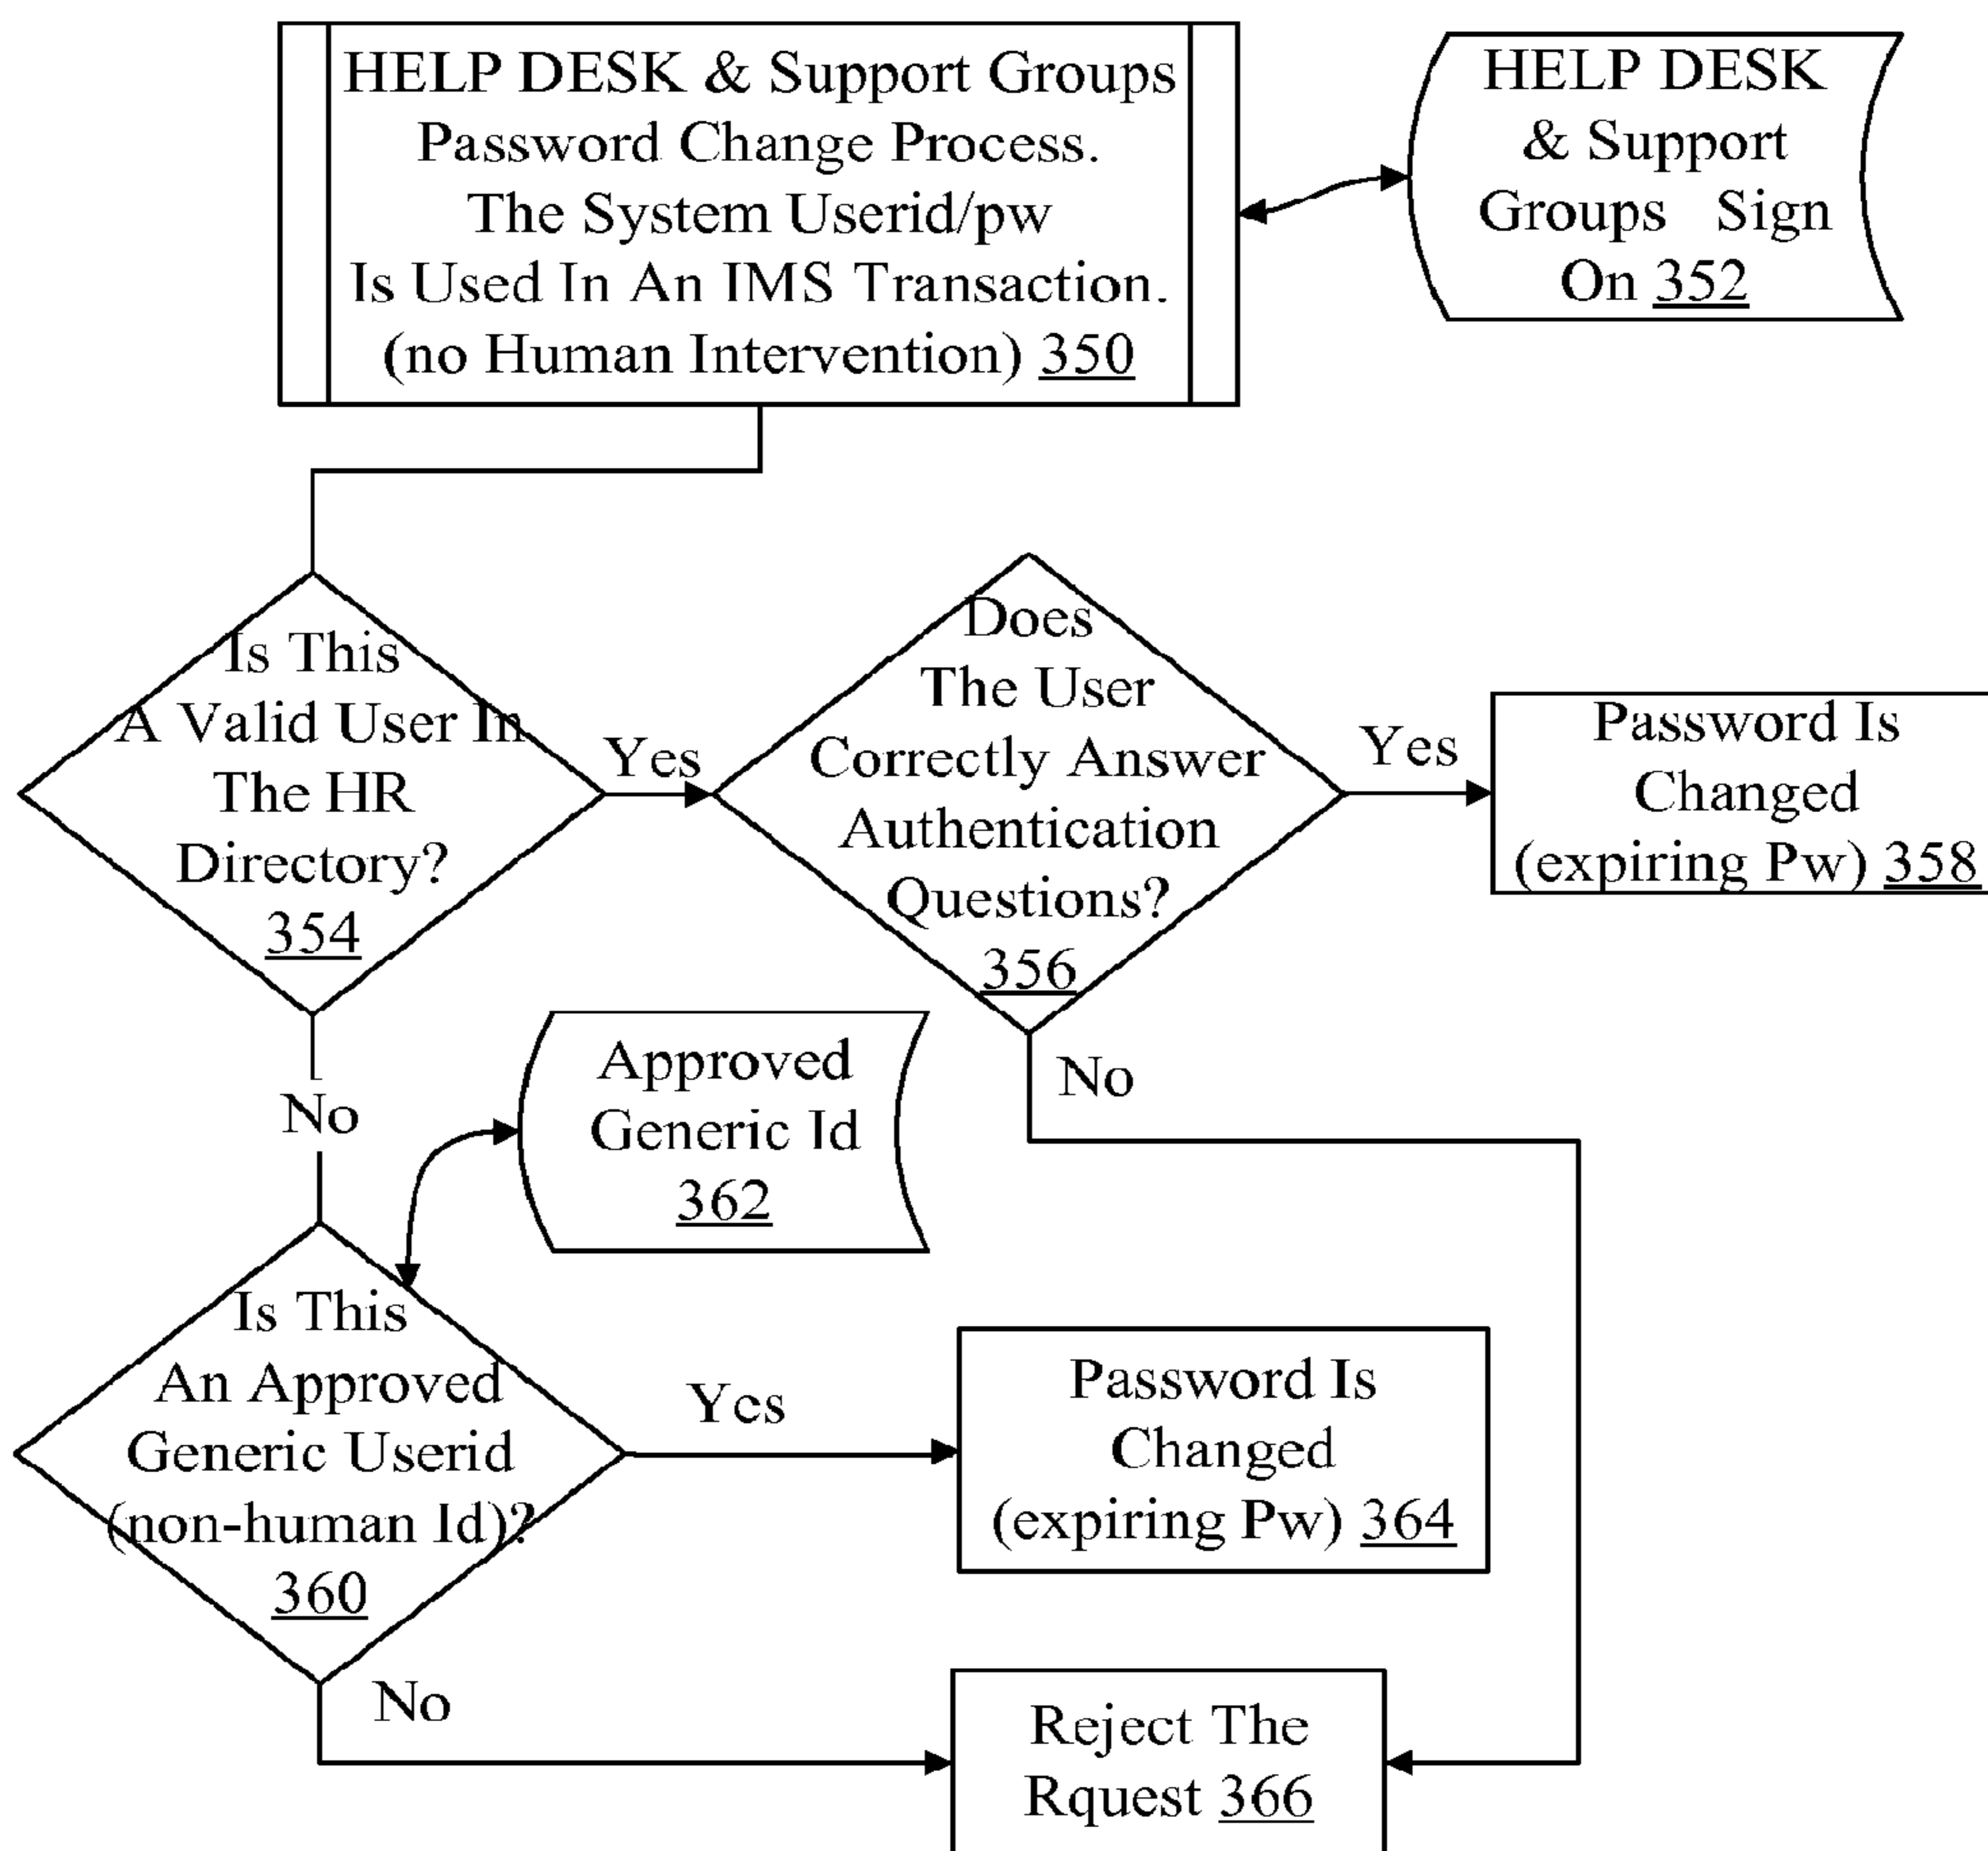 HELP DESK & Support Groups
Password Change Process.
The System Userid/pw
Is Used In An IMS Transaction.
(no Human Intervention) 350
HELP DESK
& Support
Groups Sign
On 352
Is This
A Valid User In
The HR
Directory?
354
Yes
Does
The User
Correctly Answer
Authentication
Questions?
356
Yes
Password Is
Changed
(expiring Pw) 358
No
No
Approved
Generic Id
362
Is This
An Approved
Generic Userid
(non-human Id)?
360
Yes
Password Is
Changed
(expiring Pw) 364
No
Reject The
Rquest 366